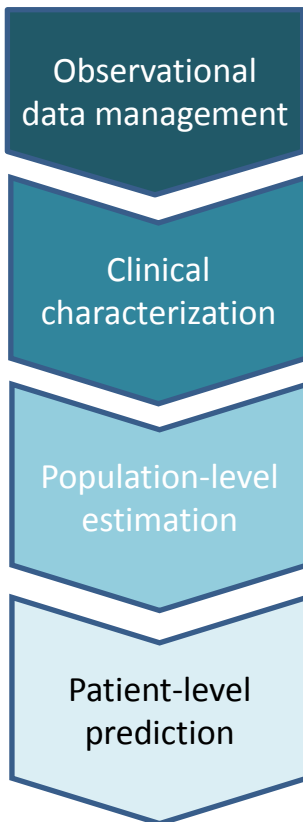 Observational
data management
Clinical
characterization
Population-level
estimation
Patient-level
prediction